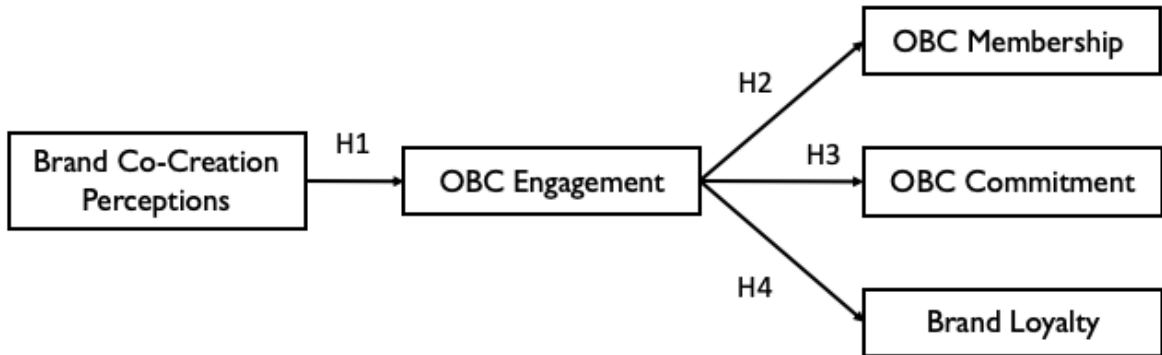 OBC Membership
H2
H1
H3
Brand Co-Creation
Perceptions
OBC Engagement
OBC Commitment
H4
Brand Loyalty